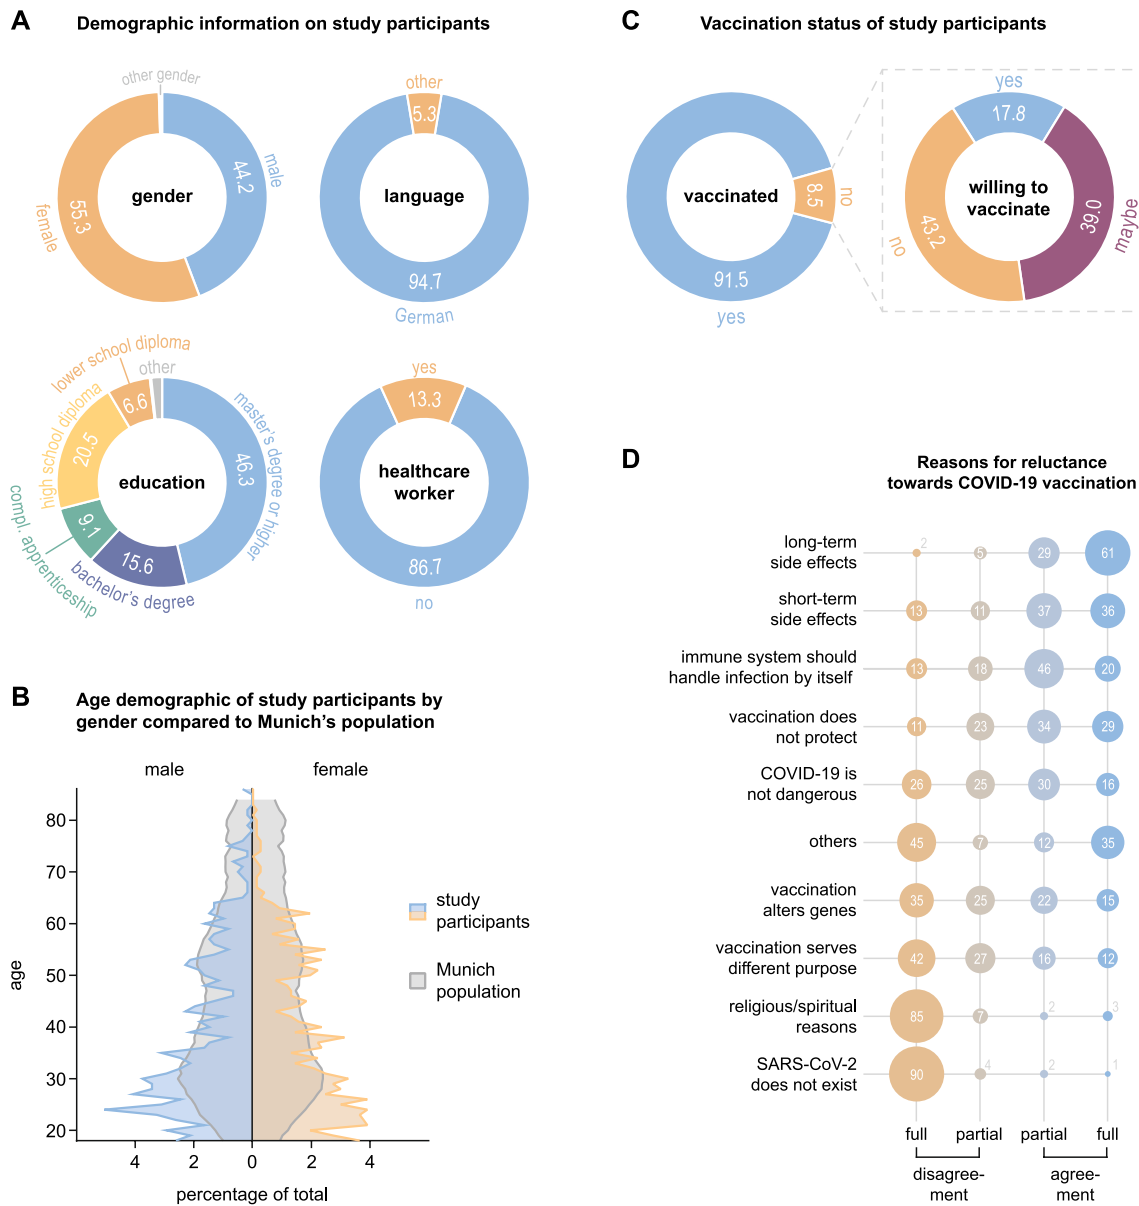 A
Demographic information on study participants
other gender
gender
44.2
male
55.3
female
other
5.3
language
94.7
German
lower school diploma
other
6.6
high school diploma
20.5
education
46.3
master's degree or higher
9.1
compl. apprenticeship
15.6
bachelor's degree
yes
13.3
healthcare
worker
86.7
no
B
Age demographic of study participants by
gender compared to Munich's population
male
female
age
80
70
60
50
40
30
20
4
2
0
2
4
percentage of total
study
participants
Munich
population
C
Vaccination status of study participants
vaccinated
8.5
no
91.5
yes
yes
17.8
willing to
vaccinate
43.2
no
39.0
maybe
D
Reasons for reluctance
towards COVID-19 vaccination
long-term
side effects
2
5
29
61
short-term
side effects
13
11
37
36
immune system should
handle infection by itself
13
18
46
20
vaccination does
not protect
11
23
34
29
COVID-19 is
not dangerous
26
25
30
16
others
45
7
12
35
vaccination
alters genes
35
25
22
15
vaccination serves
different purpose
42
27
16
12
religious/spiritual
reasons
85
7
2
3
SARS-CoV-2
does not exist
90
4
2
1
full
partial
partial
full
disagree-
ment
agree-
ment